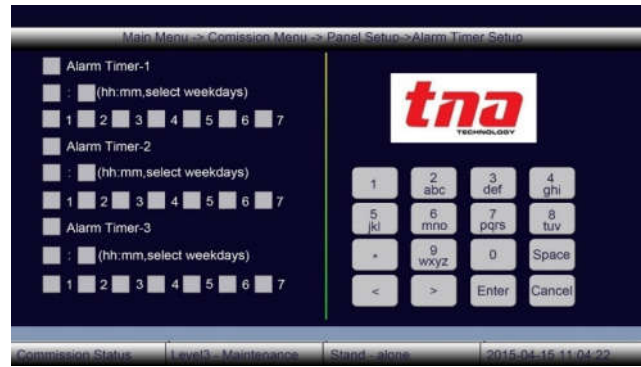 Main Menu -> Comission Menu -> Panel Setup->Alarm Timer Setup
Alarm Timer-1
: (hh:mm,select weekdays)
1 2 3 4 5 6 7
Alarm Timer-2
: (hh:mm,select weekdays)
1 2 3 4 5 6 7
Alarm Timer-3
: (hh:mm,select weekdays)
1 2 3 4 5 6 7
tna
TECHNOLOGY
1 2 3 4
abc def ghi
5 6 7 8
jkl mno pqrs tuv
* 9 0 Space
wxyz
< > Enter Cancel
Commission Status Level3 - Maintenance Stand - alone 2015-04-15 11:04:22